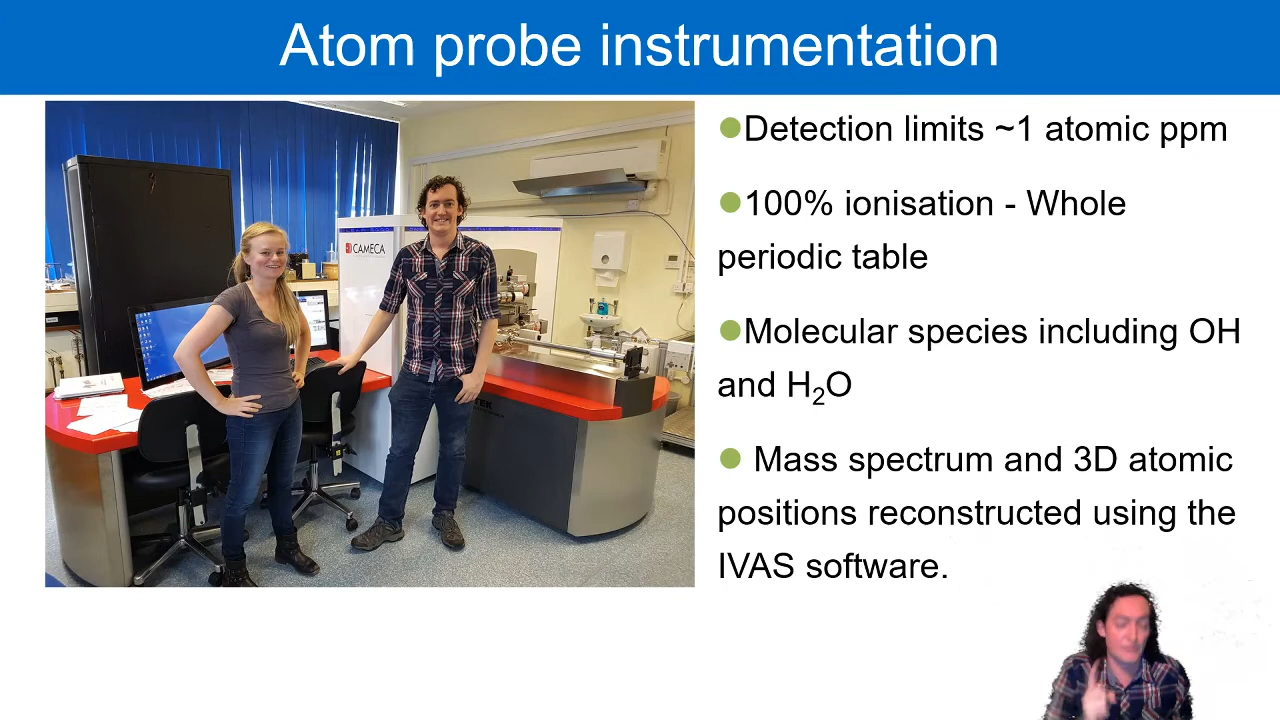 Atom probe instrumentation
CAMECA
●Detection limits ~1 atomic ppm
●100% ionisation - Whole
periodic table
●Molecular species including OH
and H₂O
● Mass spectrum and 3D atomic
positions reconstructed using the
IVAS software.